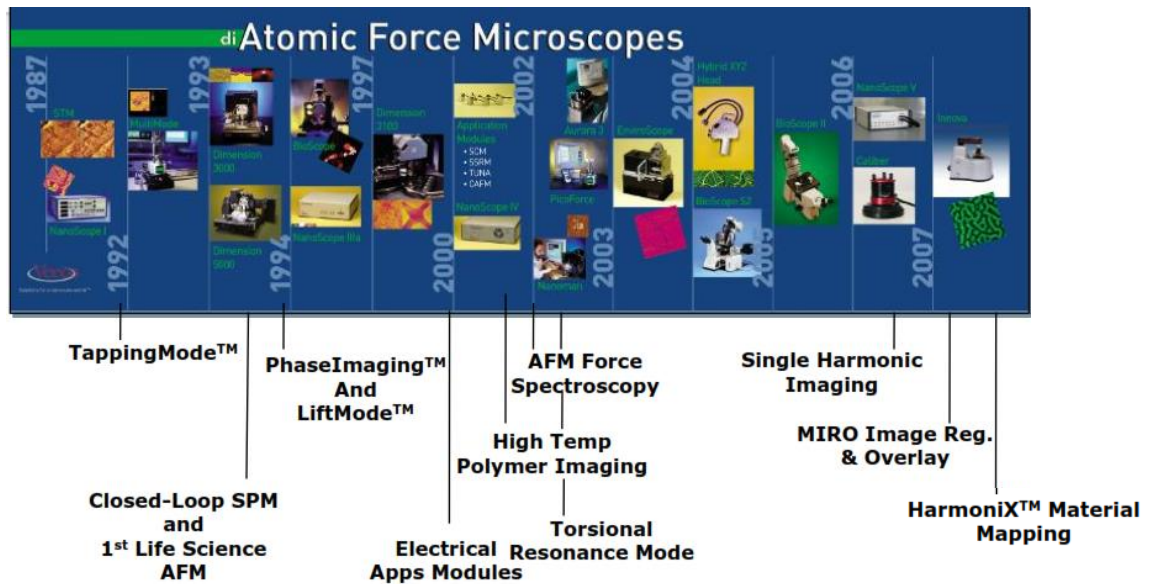 di Atomic Force Microscopes
1987
STM
NanoScope I
1992
MultiMode
1993
Dimension
3000
Dimension
5000
1994
BioScope
NanoScope IIIa
1997
Dimension
3100
2000
Application
Modules
• SCM
• SSRM
• TUNA
• CAFM
NanoScope IV
2002
Aurora 3
PicoForce
Nanoman
2003
EnviroScope
2004
Hybrid XYZ
Head
BioScope SZ
2005
BioScope II
2006
NanoScope V
Caliber
2007
Innova
Veeco
TappingMode™
PhaseImaging™
And
LiftMode™
AFM Force
Spectroscopy
Single Harmonic
Imaging
High Temp
Polymer Imaging
MIRO Image Reg.
& Overlay
Closed-Loop SPM
and
1st Life Science
AFM
Electrical
Apps Modules
Torsional
Resonance Mode
HarmoniX™ Material
Mapping